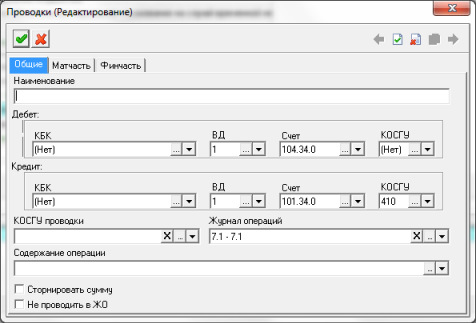 Проводки (Редактирование)
Общие Матчасть Финчасть
Наименование
Дебет:
КБК ВД Счет КОСГУ
(Нет) ... 1 ... 104.34.0 ... (Нет) ...
Кредит:
КБК ВД Счет КОСГУ
(Нет) ... 1 ... 101.34.0 ... 410 ...
КОСГУ проводки Журнал операций
X ... 7.1 - 7.1 X ...
Содержание операции
...
Сторнировать сумму
Не проводить в ЖО